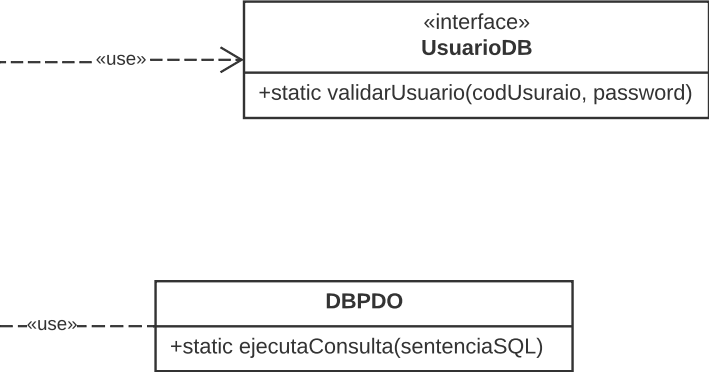 «interface»
UsuarioDB
«use»
+static validarUsuario(codUsuraio, password)
DBPDO
«use»
+static ejecutaConsulta(sentenciaSQL)